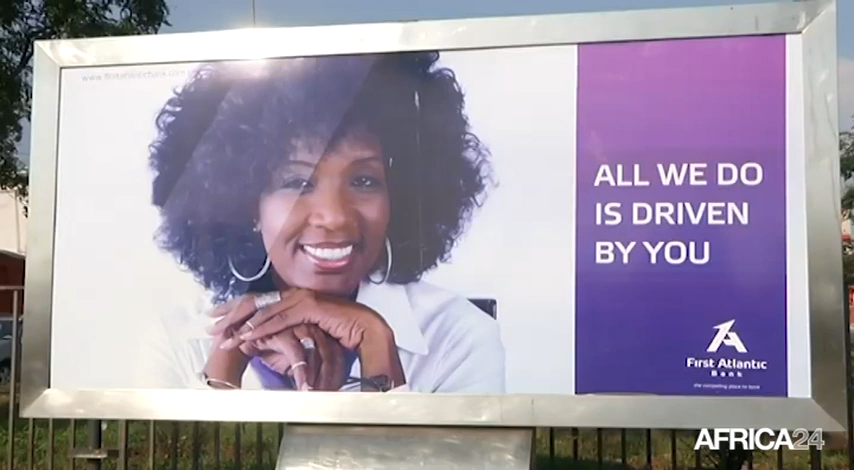 ALL WE DO
IS DRIVEN
BY YOU
First Atlantic
Bank
AFRICA24